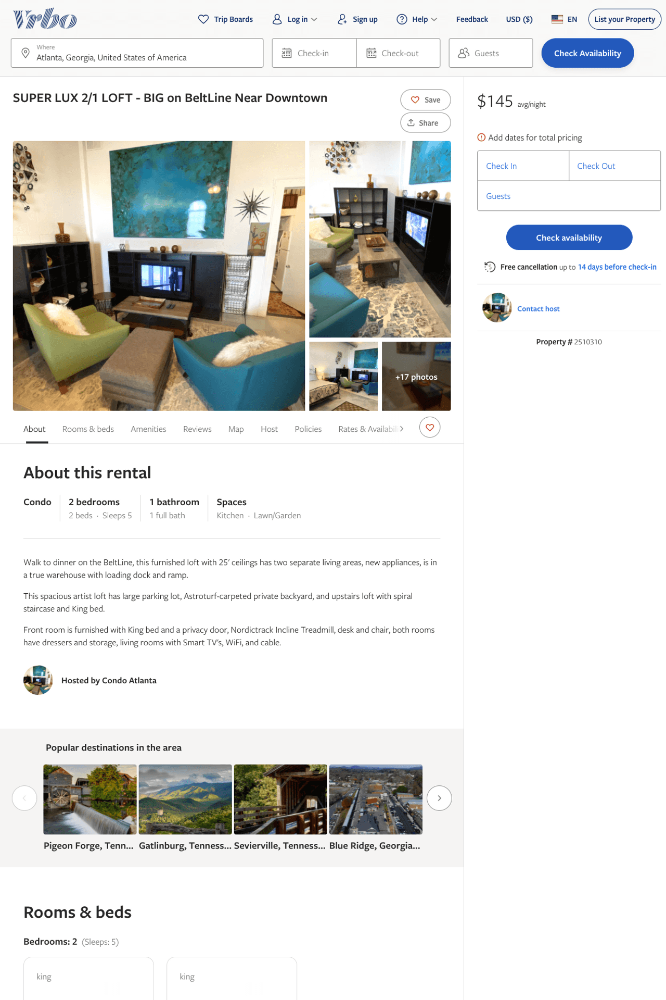 Vrbo
Trip Boards
Log in
Sign up
Help
Feedback
USD ($)
EN
List your Property
Where
Atlanta, Georgia, United States of America
Check-in
Check-out
Guests
Check Availability
SUPER LUX 2/1 LOFT - BIG on BeltLine Near Downtown
Save
Share
+17 photos
$145 avg/night
Add dates for total pricing
Check In
Check Out
Guests
Check availability
Free cancellation up to 14 days before check-in
Contact host
Property # 2510310
About
Rooms & beds
Amenities
Reviews
Map
Host
Policies
Rates & Availabili
About this rental
Condo
2 bedrooms
2 beds · Sleeps 5
1 bathroom
1 full bath
Spaces
Kitchen · Lawn/Garden
Walk to dinner on the BeltLine, this furnished loft with 25' ceilings has two separate living areas, new appliances, is in
a true warehouse with loading dock and ramp.
This spacious artist loft has large parking lot, Astroturf-carpeted private backyard, and upstairs loft with spiral
staircase and King bed.
Front room is furnished with King bed and a privacy door, Nordictrack Incline Treadmill, desk and chair, both rooms
have dressers and storage, living rooms with Smart TV's, WiFi, and cable.
Hosted by Condo Atlanta
Popular destinations in the area
Pigeon Forge, Tenn...
Gatlinburg, Tenness...
Sevierville, Tenness...
Blue Ridge, Georgia...
Rooms & beds
Bedrooms: 2 (Sleeps: 5)
king
king